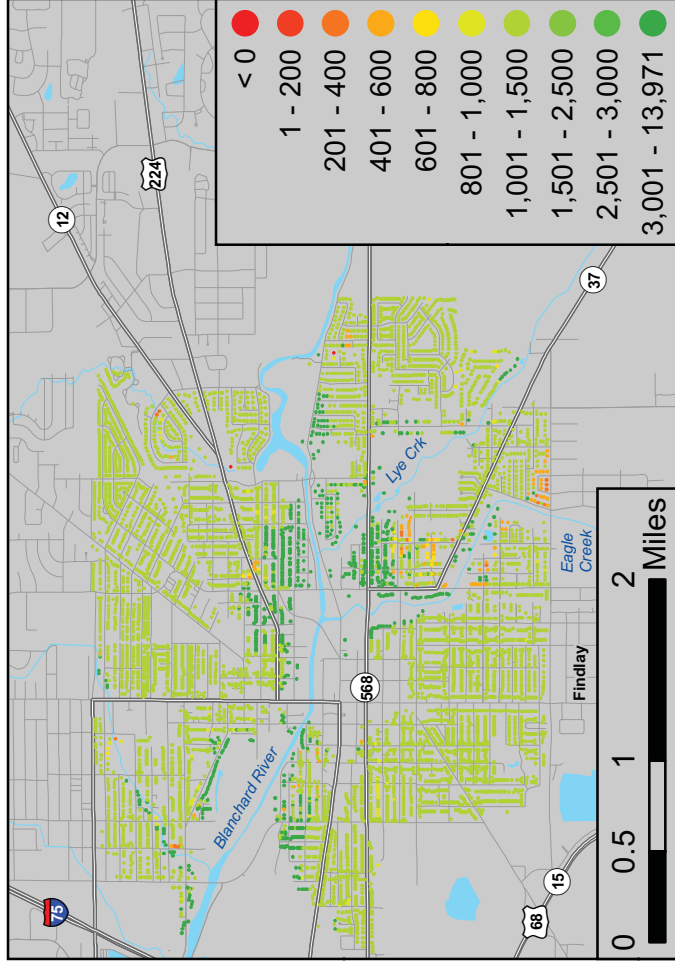 75
12
224
Blanchard River
Lye Crk
568
37
Eagle
Creek
Findlay
15
68
0 0.5 1 2
Miles
< 0
1 - 200
201 - 400
401 - 600
601 - 800
801 - 1,000
1,001 - 1,500
1,501 - 2,500
2,501 - 3,000
3,001 - 13,971